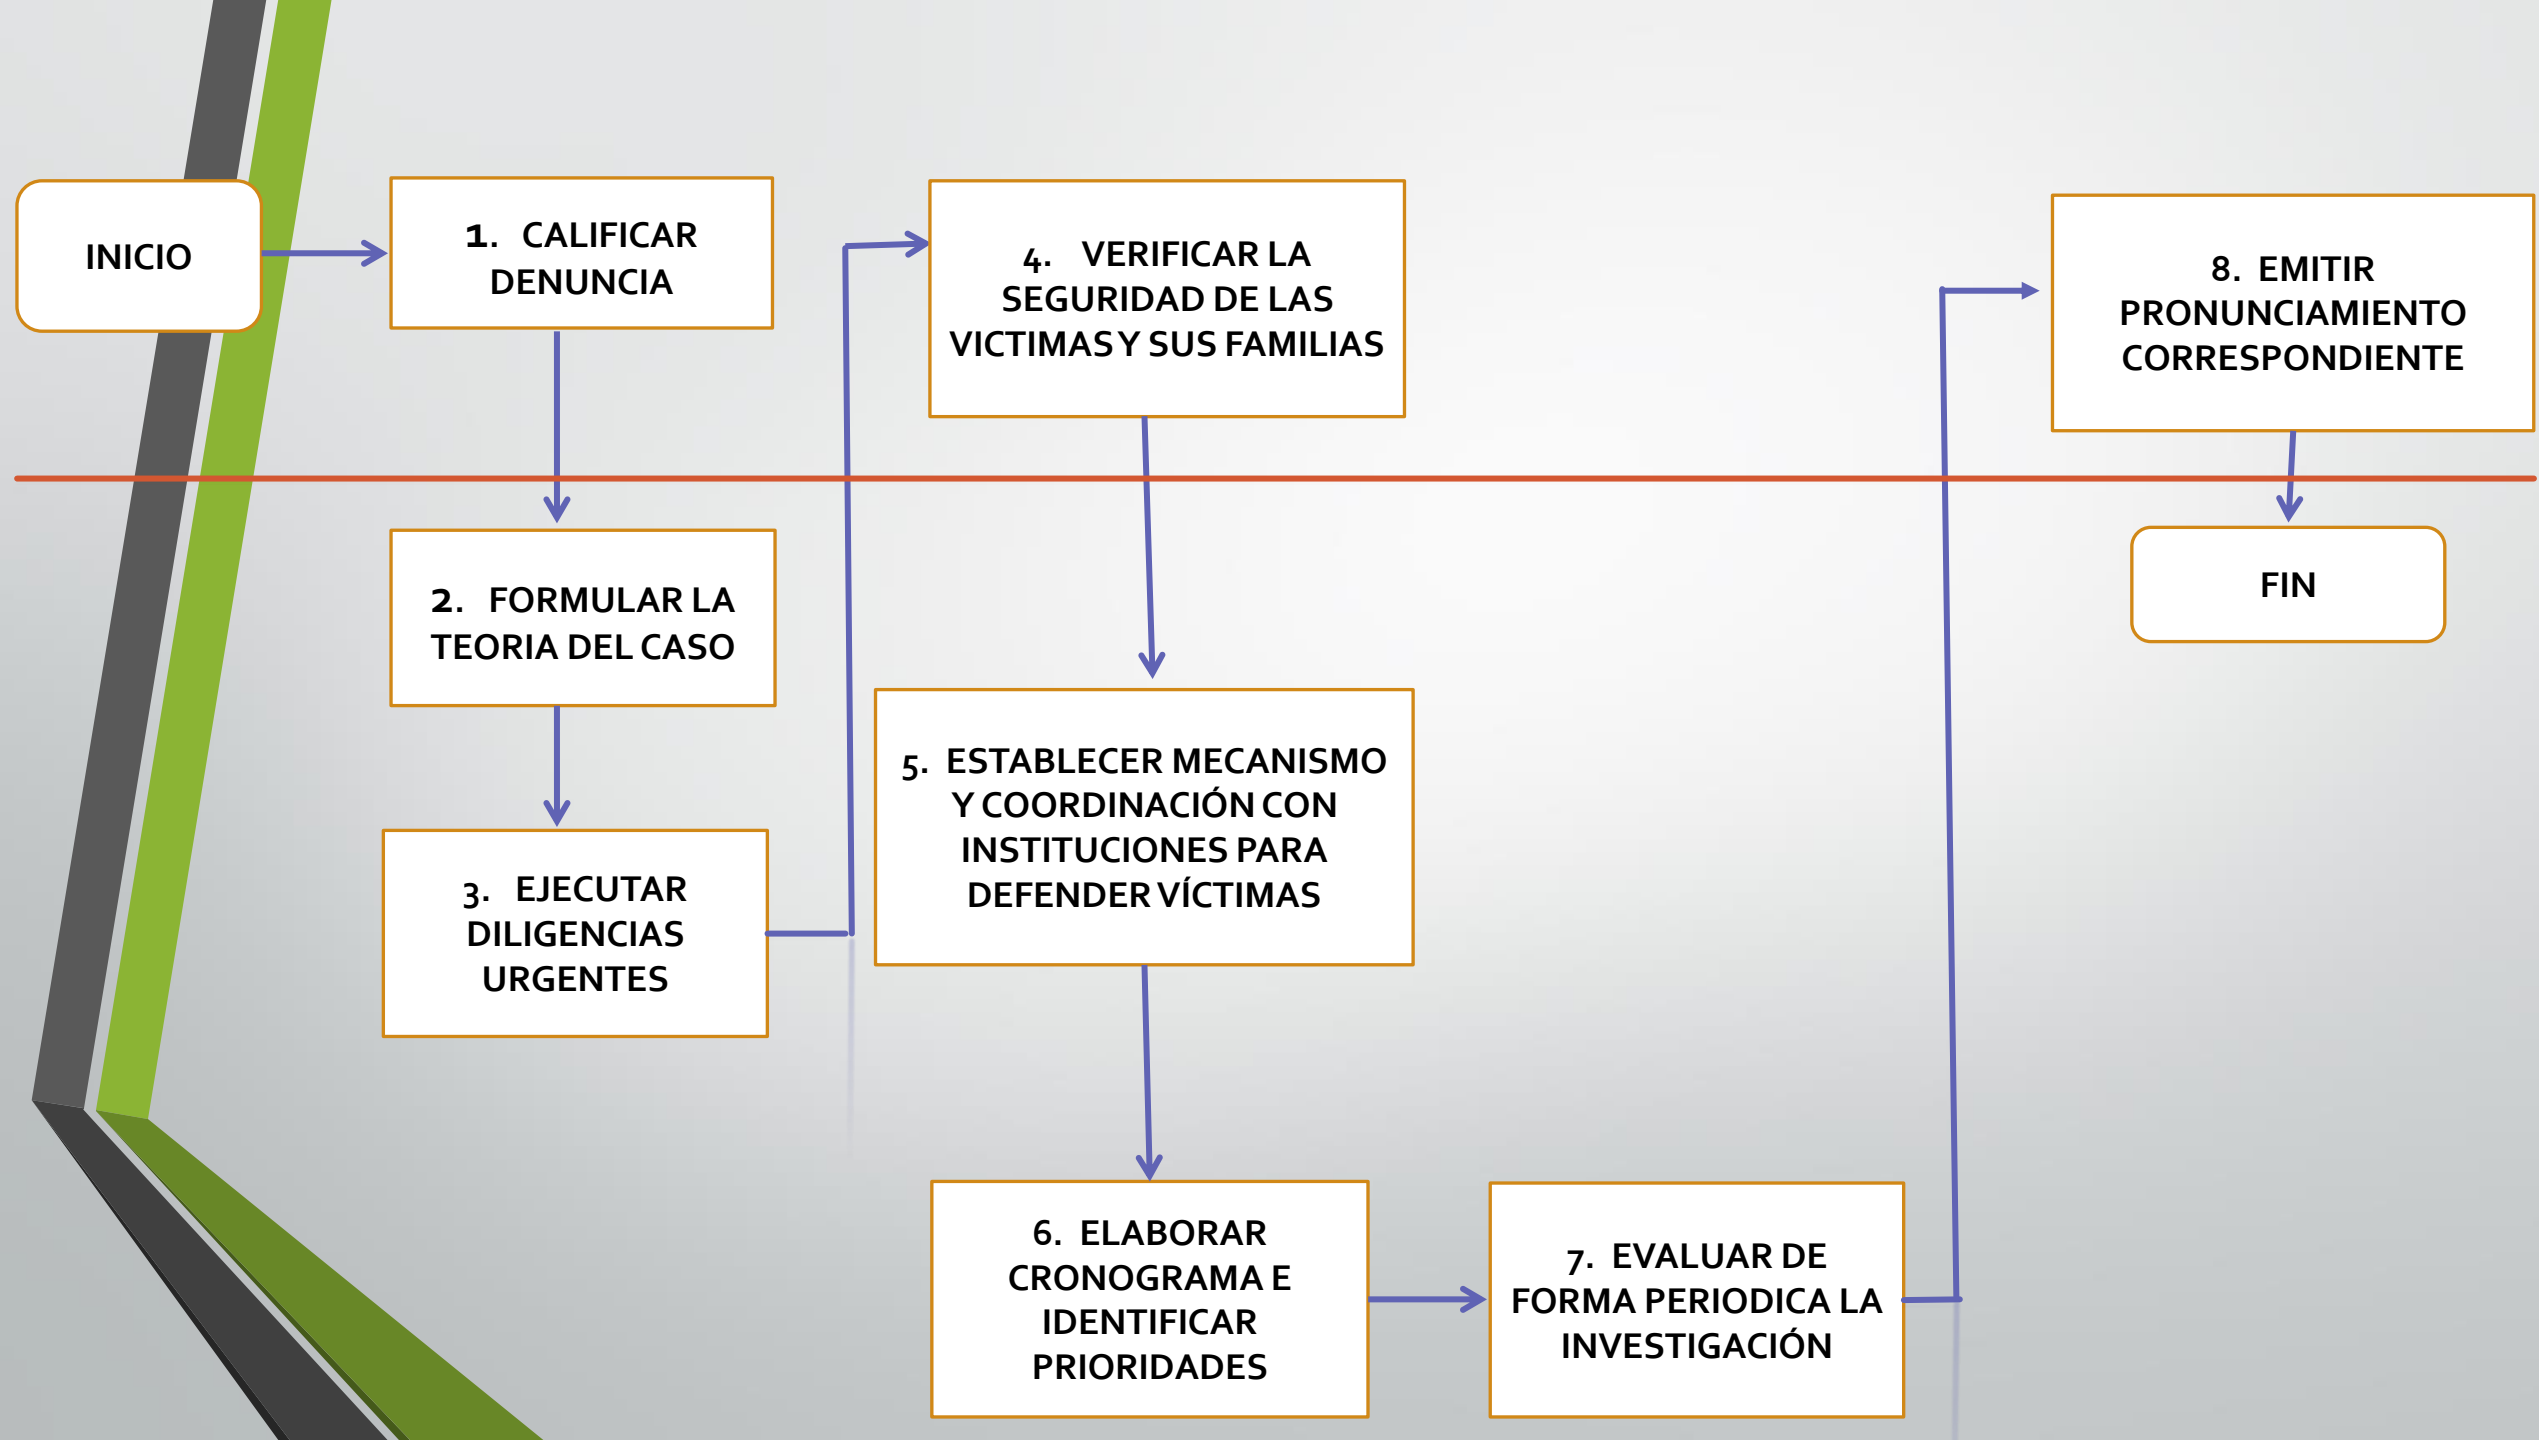 INICIO
1. CALIFICAR
DENUNCIA
2. FORMULAR LA
TEORIA DEL CASO
3. EJECUTAR
DILIGENCIAS
URGENTES
4. VERIFICAR LA
SEGURIDAD DE LAS
VICTIMAS Y SUS FAMILIAS
5. ESTABLECER MECANISMO
Y COORDINACIÓN CON
INSTITUCIONES PARA
DEFENDER VÍCTIMAS
6. ELABORAR
CRONOGRAMA E
IDENTIFICAR
PRIORIDADES
7. EVALUAR DE
FORMA PERIODICA LA
INVESTIGACIÓN
8. EMITIR
PRONUNCIAMIENTO
CORRESPONDIENTE
FIN